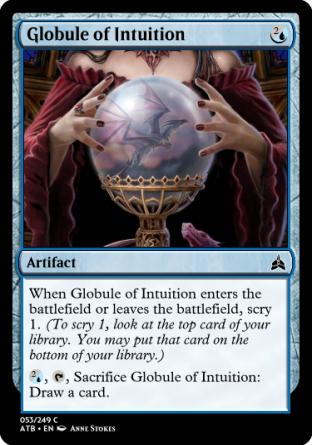 Globule of Intuition
2
Artifact
When Globule of Intuition enters the
battlefield or leaves the battlefield, scry
1. (To scry 1, look at the top card of your
library. You may put that card on the
bottom of your library.)
, , Sacrifice Globule of Intuition:
Draw a card.
053/249 C
ATB • EN Anne Stokes